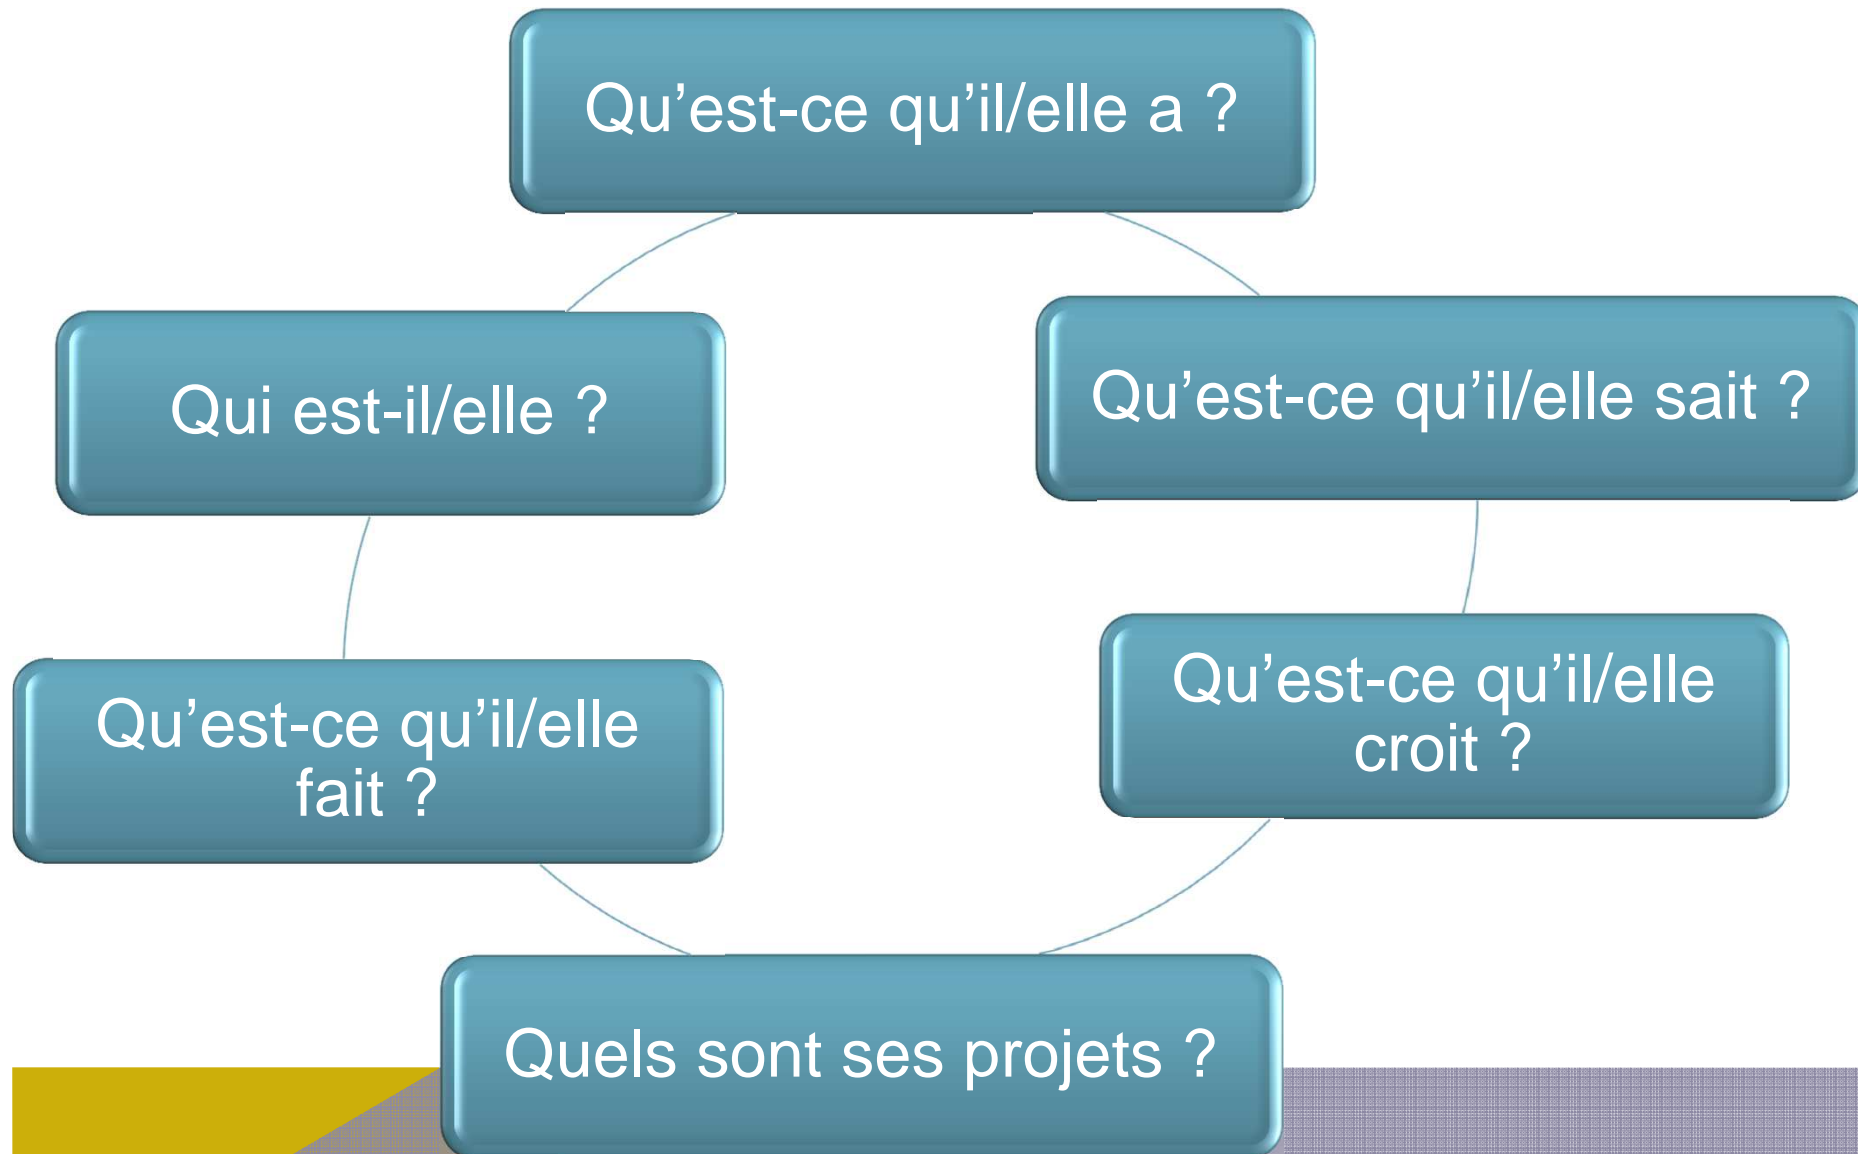 Qu’est-ce qu’il/elle a ?
Qui est-il/elle ?
Qu’est-ce qu’il/elle sait ?
Qu’est-ce qu’il/elle
fait ?
Qu’est-ce qu’il/elle
croit ?
Quels sont ses projets ?